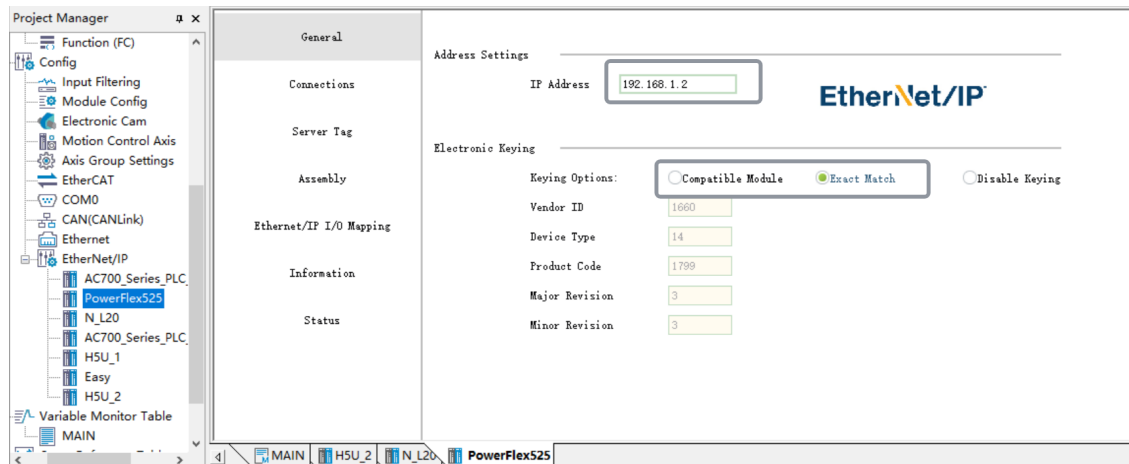 Project Manager
Function (FC)
Config
Input Filtering
Module Config
Electronic Cam
Motion Control Axis
Axis Group Settings
EtherCAT
COM0
CAN(CANLink)
Ethernet
EtherNet/IP
AC700_Series_PLC_
PowerFlex525
N_L20
AC700_Series_PLC_
H5U_1
Easy
H5U_2
Variable Monitor Table
MAIN
General
Connections
Server Tag
Assembly
Ethernet/IP I/O Mapping
Information
Status
Address Settings
IP Address 192.168.1.2
EtherNet/IP
Electronic Keying
Keying Options: Compatible Module Exact Match Disable Keying
Vendor ID 1660
Device Type 14
Product Code 1799
Major Revision 3
Minor Revision 3
MAIN H5U_2 N_L20 PowerFlex525